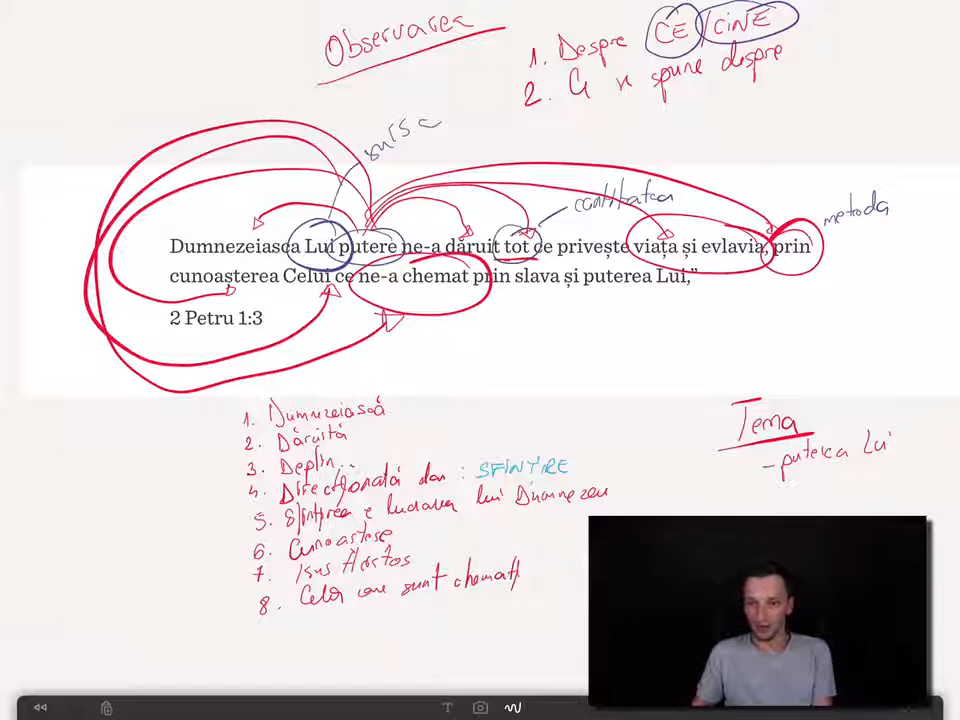 Observarea
1. Despre CE / CINE
2. Ce se spune despre
sursa
cantitatea
metoda
Dumnezeiasca Lui putere ne-a dăruit tot ce privește viața și evlavia, prin
cunoașterea Celui ce ne-a chemat prin slava și puterea Lui,”
2 Petru 1:3
1. Dumnezeiască
2. Dăruită
3. Deplin..
4. Direcționată dar : SFINȚIRE
5. Sfințirea e lucrarea lui Dumnezeu
6. Cunoaștere
7. Isus Hristos
8. Celor care sunt chemați
Tema
- puterea Lui
T